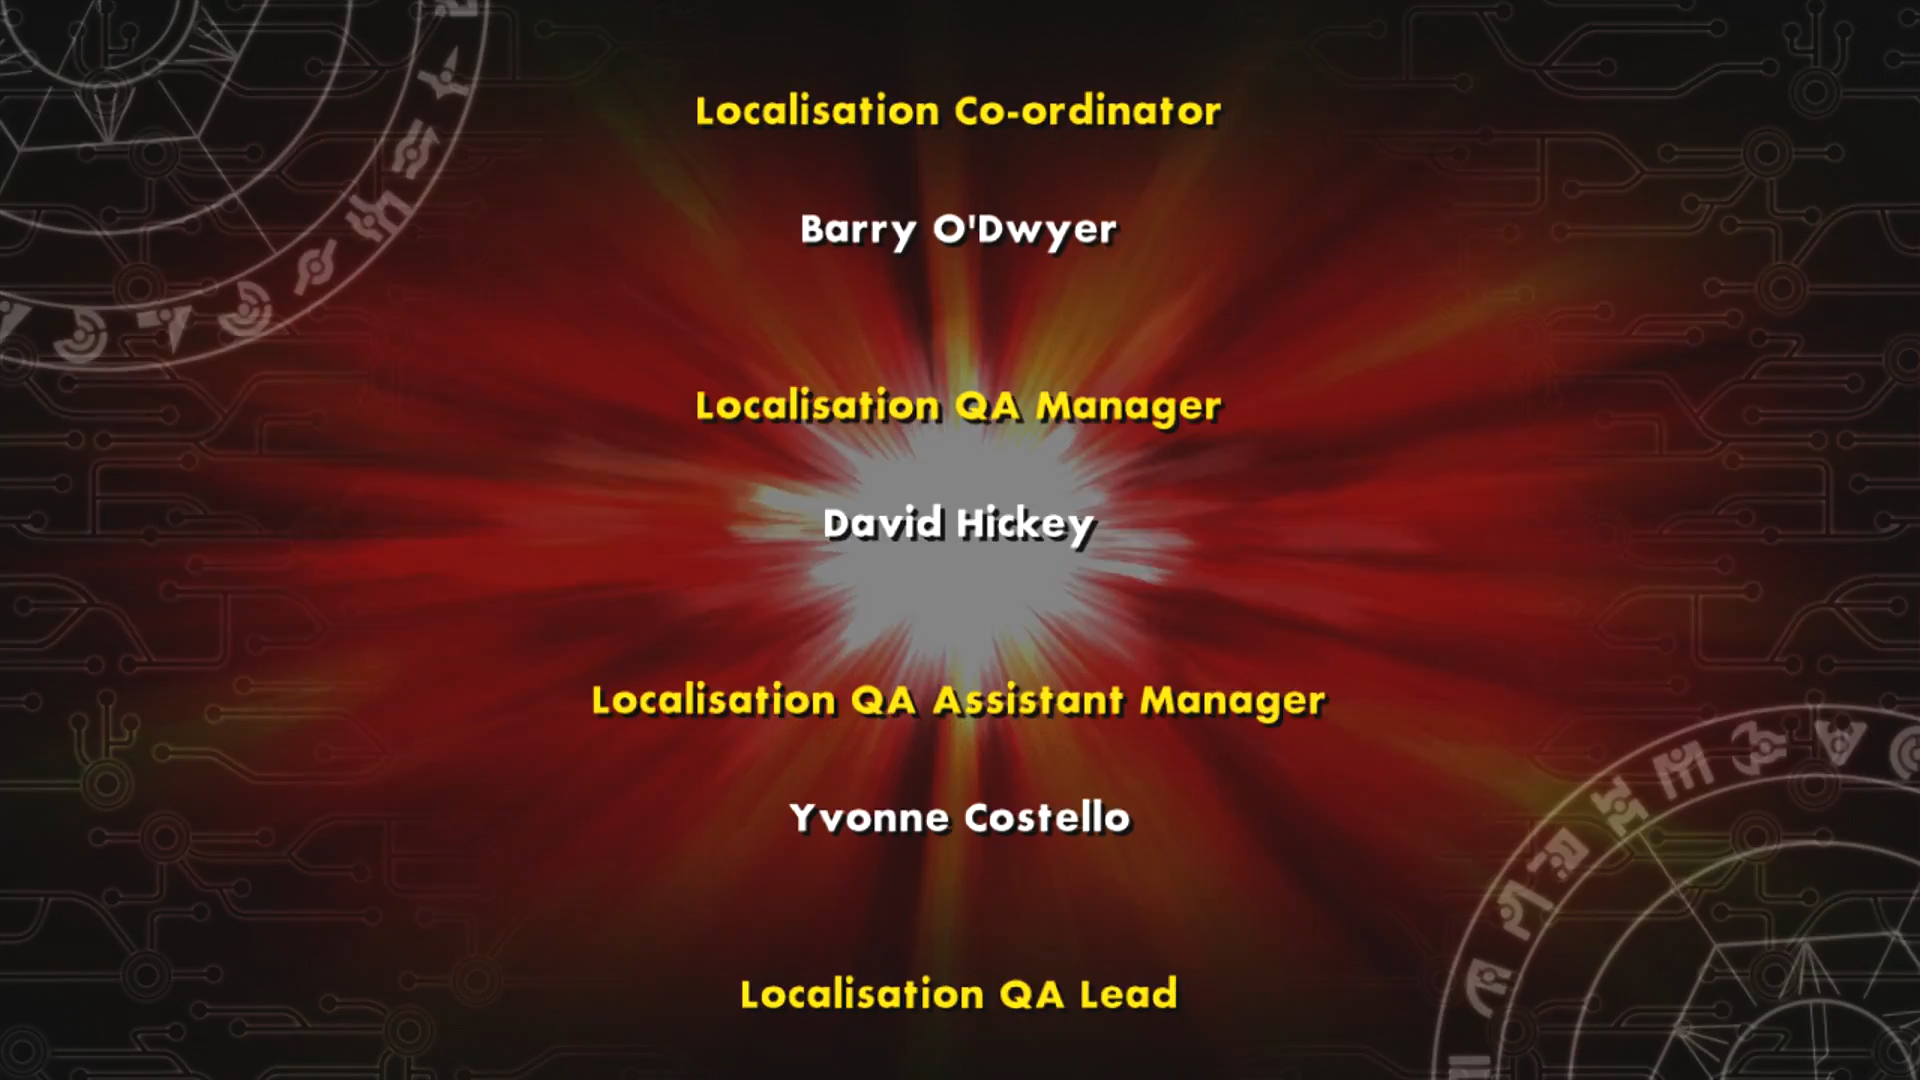 Localisation Co-ordinator
Barry O'Dwyer
Localisation QA Manager
David Hickey
Localisation QA Assistant Manager
Yvonne Costello
Localisation QA Lead